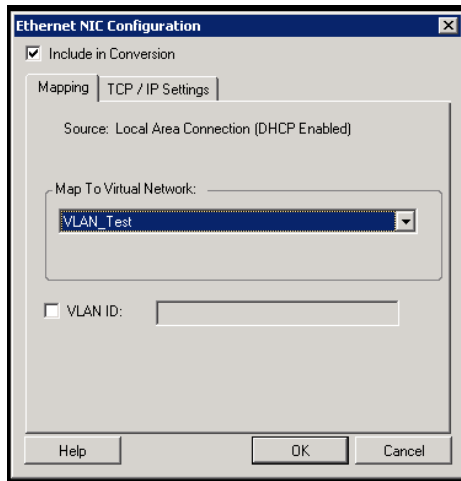 Ethernet NIC Configuration
Include in Conversion
Mapping TCP / IP Settings
Source: Local Area Connection (DHCP Enabled)
Map To Virtual Network:
VLAN_Test
VLAN ID:
Help OK Cancel